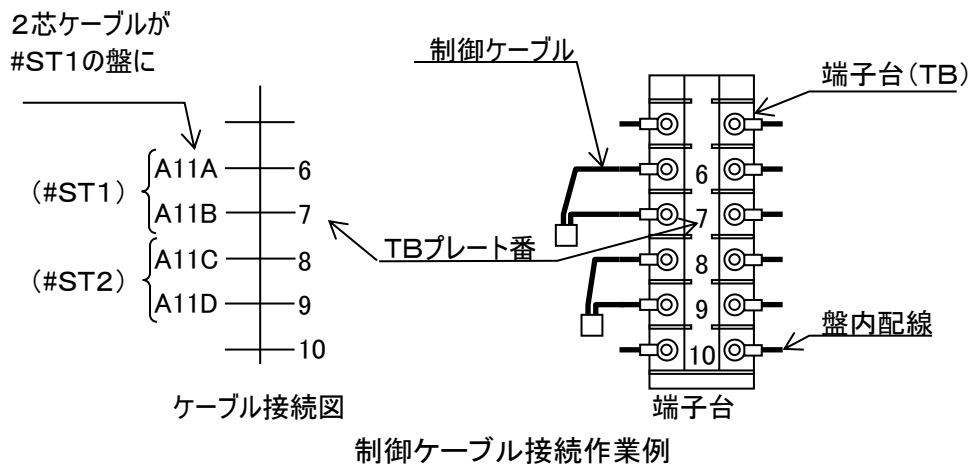 2芯ケーブルが
#ST1の盤に
制御ケーブル
端子台(TB)
(#ST1)
A11A
6
A11B
7
(#ST2)
A11C
8
A11D
9
10
TBプレート番
6
7
8
9
10
盤内配線
ケーブル接続図
端子台
制御ケーブル接続作業例